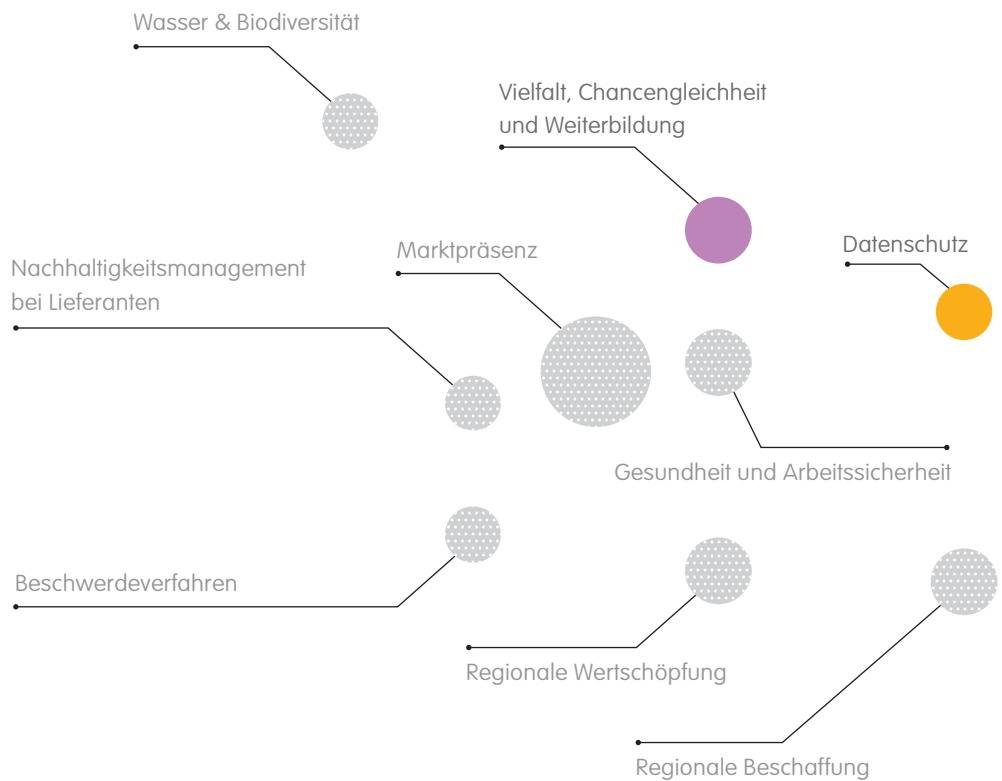 Wasser & Biodiversität
Vielfalt, Chancengleichheit
und Weiterbildung
Datenschutz
Marktpräsenz
Nachhaltigkeitsmanagement
bei Lieferanten
Gesundheit und Arbeitssicherheit
Beschwerdeverfahren
Regionale Wertschöpfung
Regionale Beschaffung